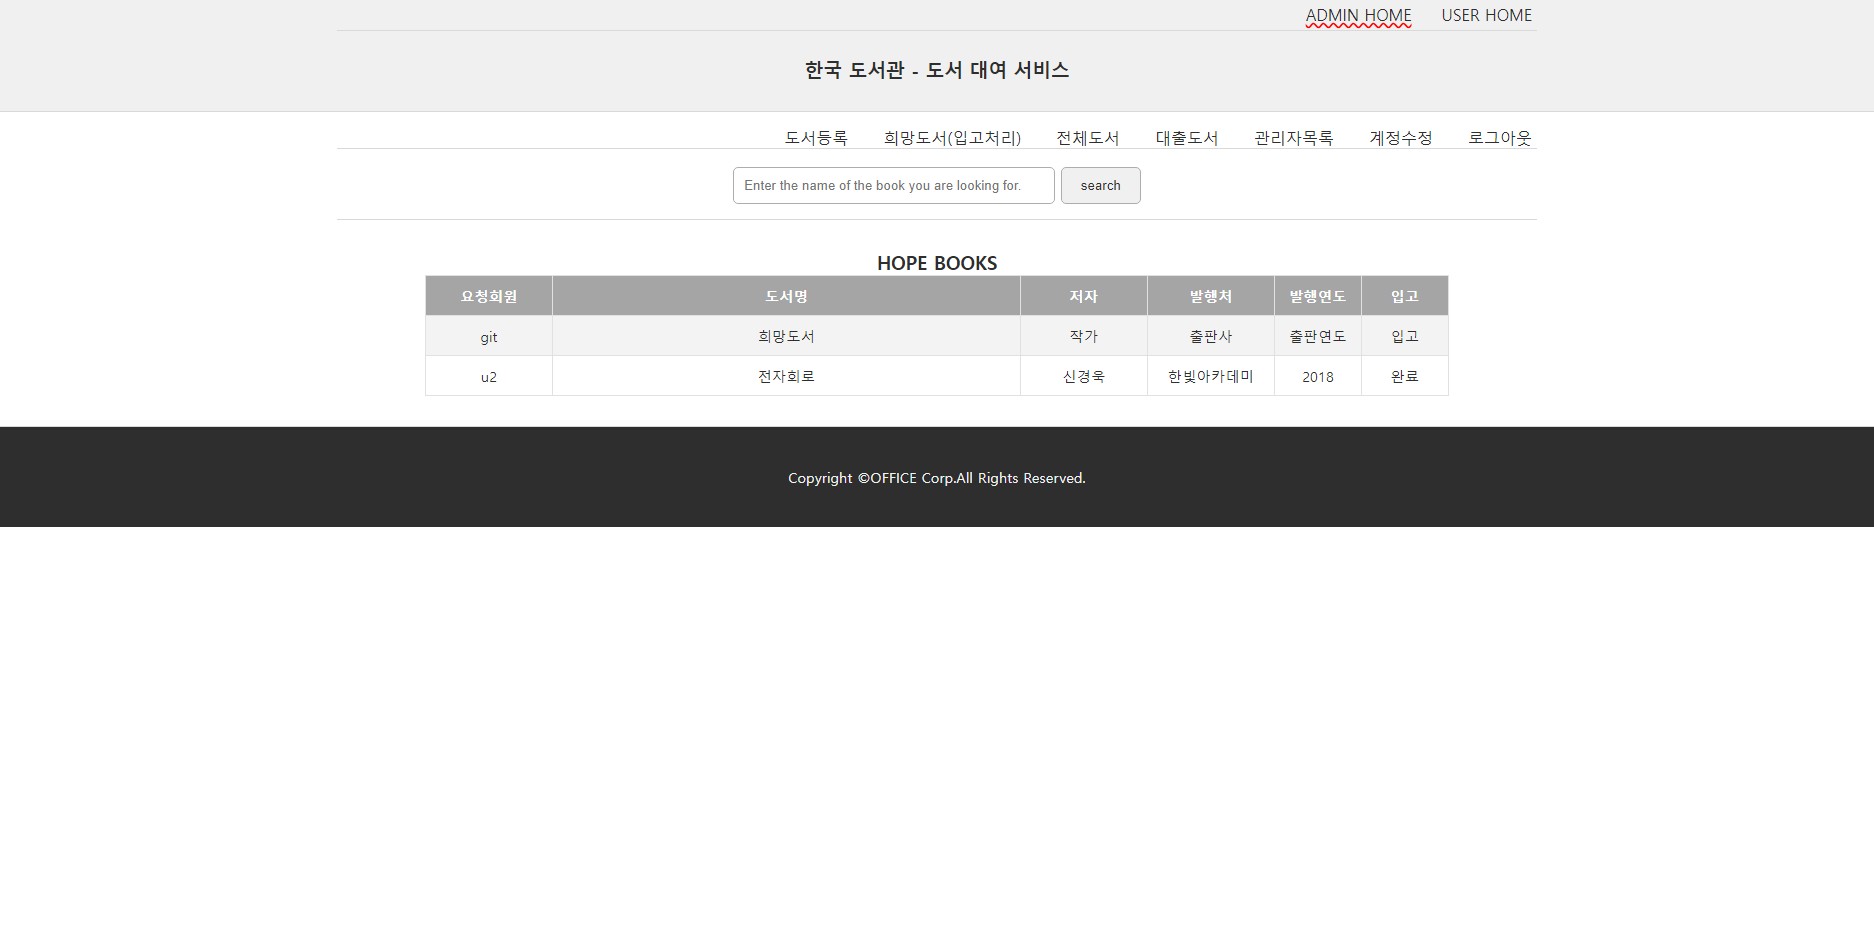 ADMIN HOME USER HOME
한국 도서관 - 도서 대여 서비스
도서등록 희망도서(입고처리) 전체도서 대출도서 관리자목록 계정수정 로그아웃
Enter the name of the book you are looking for. search
HOPE BOOKS
요청회원 도서명 저자 발행처 발행연도 입고
git 희망도서 작가 출판사 출판연도 입고
u2 전자회로 신경욱 한빛아카데미 2018 완료
Copyright ©OFFICE Corp.All Rights Reserved.